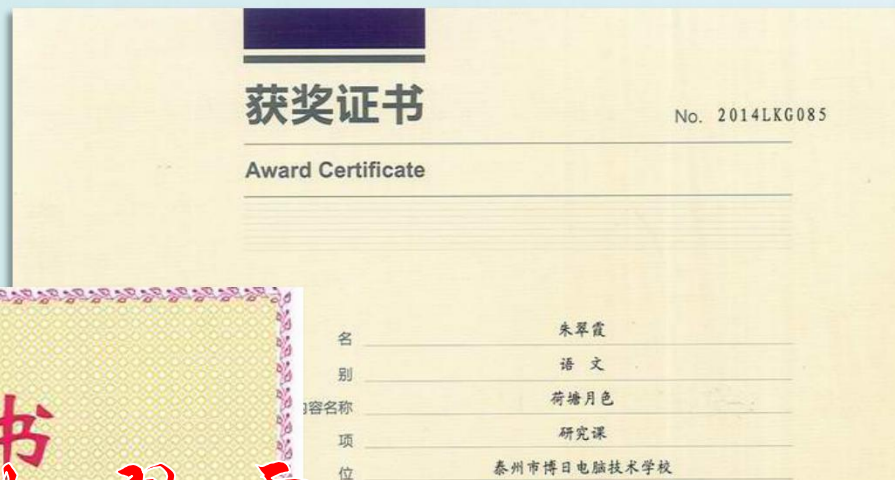 获奖证书
No. 2014LKG085
Award Certificate
名 朱翠霞
别 语 文
容名称 荷塘月色
项 研究课
位 泰州市博日电脑技术学校
书